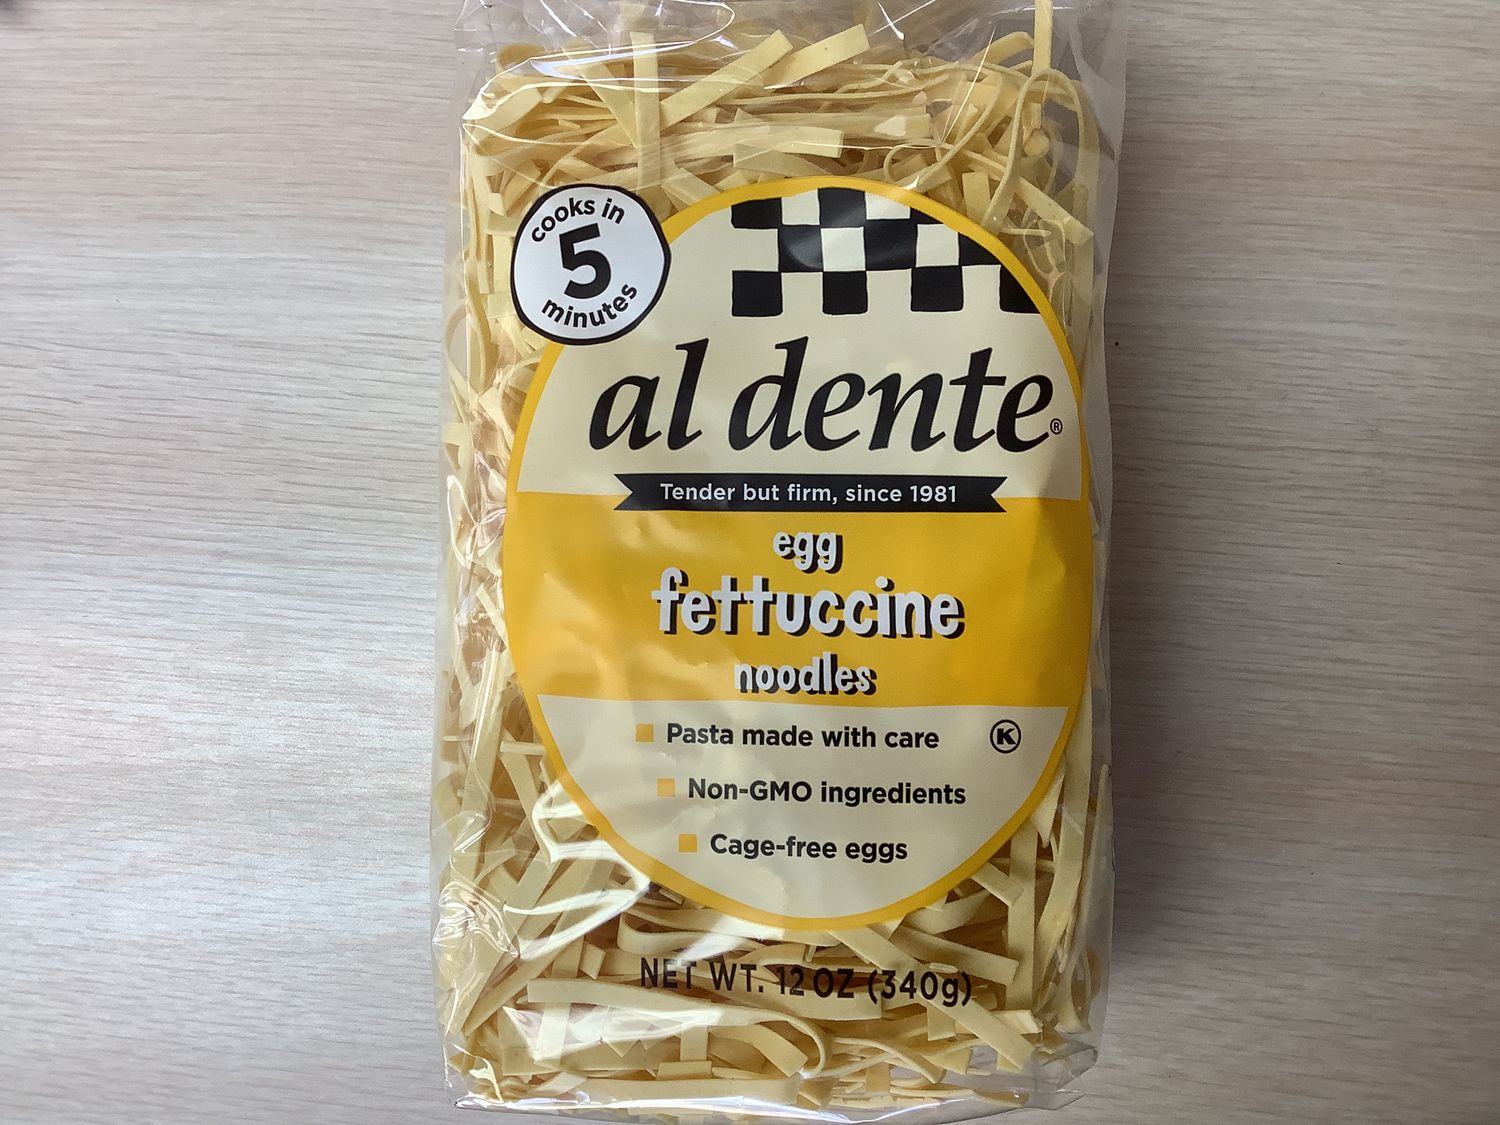 cooks in
5
minutes
al dente®
Tender but firm, since 1981
egg
fettuccine
noodles
Pasta made with care
K
Non-GMO ingredients
Cage-free eggs
NET WT. 12 OZ (340g)